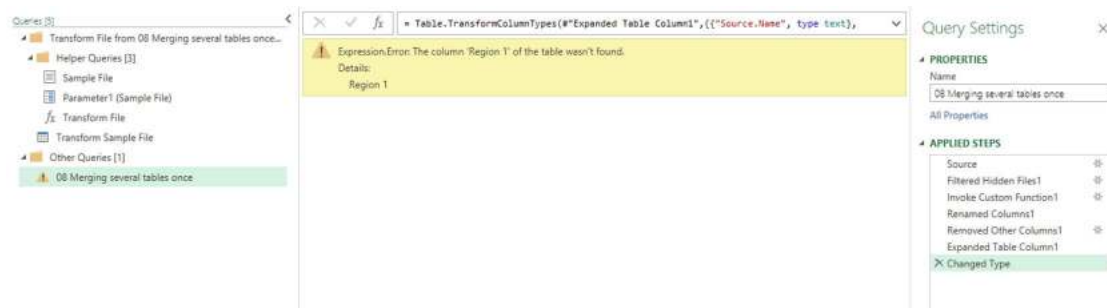 Queries [5]
Transform File from 08 Merging several tables once...
Helper Queries [3]
Sample File
Parameter1 (Sample File)
fx Transform File
Transform Sample File
Other Queries [1]
08 Merging several tables once
fx = Table.TransformColumnTypes(#"Expanded Table Column1",{{"Source.Name", type text},
Expression.Error: The column 'Region 1' of the table wasn't found.
Details:
Region 1
Query Settings
PROPERTIES
Name
08 Merging several tables once
All Properties
APPLIED STEPS
Source
Filtered Hidden Files1
Invoke Custom Function1
Renamed Columns1
Removed Other Columns1
Expanded Table Column1
Changed Type